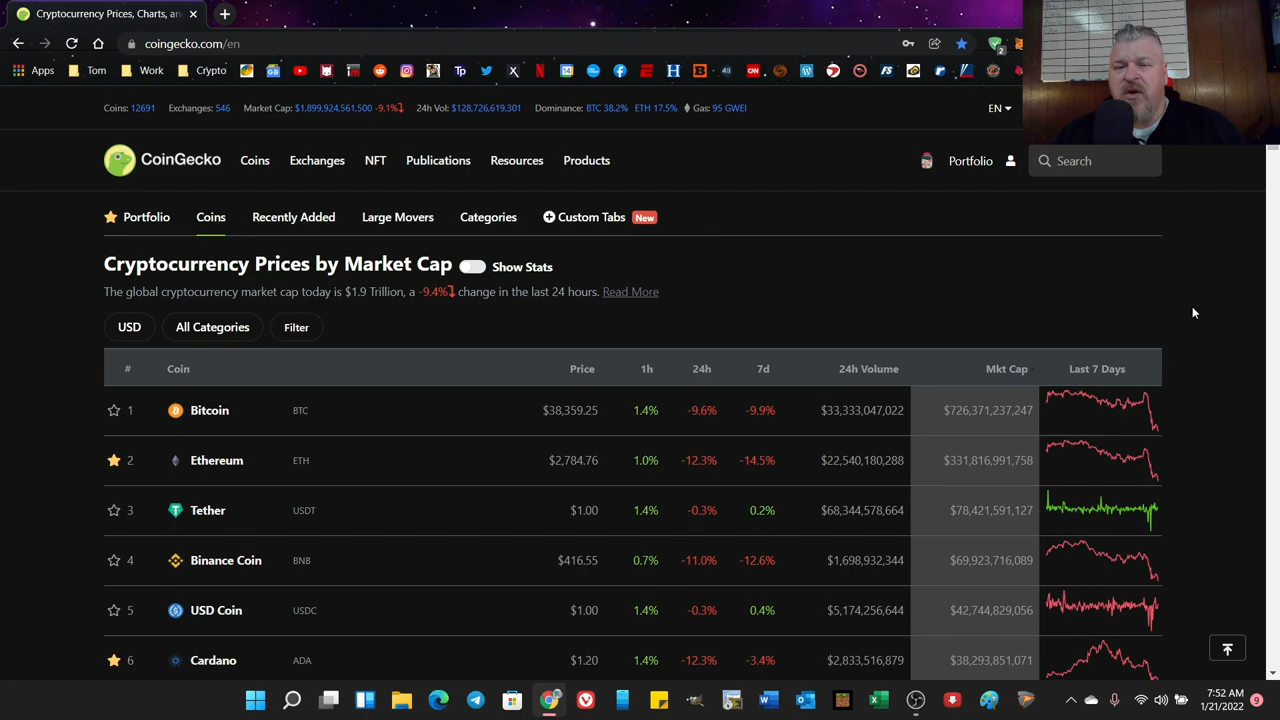 Cryptocurrency Prices, Charts, an
coingecko.com/en
Apps Tom Work Crypto
Coins: 12691 Exchanges: 546 Market Cap: $1,899,924,561,500 -9.1% 24h Vol: $128,726,619,301 Dominance: BTC 38.2% ETH 17.5% Gas: 95 GWEI EN
CoinGecko Coins Exchanges NFT Publications Resources Products Portfolio Search
Portfolio Coins Recently Added Large Movers Categories Custom Tabs New
Cryptocurrency Prices by Market Cap Show Stats
The global cryptocurrency market cap today is $1.9 Trillion, a -9.4% change in the last 24 hours. Read More
USD All Categories Filter
# Coin Price 1h 24h 7d 24h Volume Mkt Cap Last 7 Days
1 Bitcoin BTC $38,359.25 1.4% -9.6% -9.9% $33,333,047,022 $726,371,237,247
2 Ethereum ETH $2,784.76 1.0% -12.3% -14.5% $22,540,180,288 $331,816,991,758
3 Tether USDT $1.00 1.4% -0.3% 0.2% $68,344,578,664 $78,421,591,127
4 Binance Coin BNB $416.55 0.7% -11.0% -12.6% $1,698,932,344 $69,923,716,089
5 USD Coin USDC $1.00 1.4% -0.3% 0.4% $5,174,256,644 $42,744,829,056
6 Cardano ADA $1.20 1.4% -12.3% -3.4% $2,833,516,879 $38,293,851,071
7:52 AM
1/21/2022 9